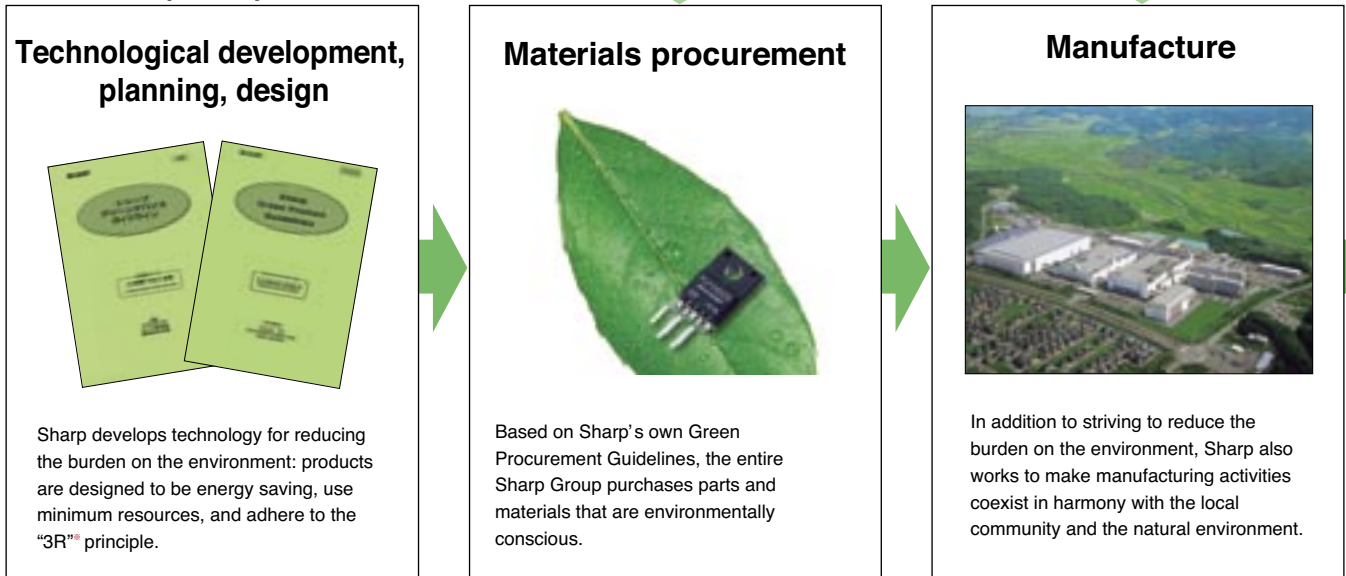 Technological development,
planning, design
Sharp develops technology for reducing
the burden on the environment: products
are designed to be energy saving, use
minimum resources, and adhere to the
“3R”※ principle.
Materials procurement
Based on Sharp's own Green
Procurement Guidelines, the entire
Sharp Group purchases parts and
materials that are environmentally
conscious.
Manufacture
In addition to striving to reduce the
burden on the environment, Sharp also
works to make manufacturing activities
coexist in harmony with the local
community and the natural environment.